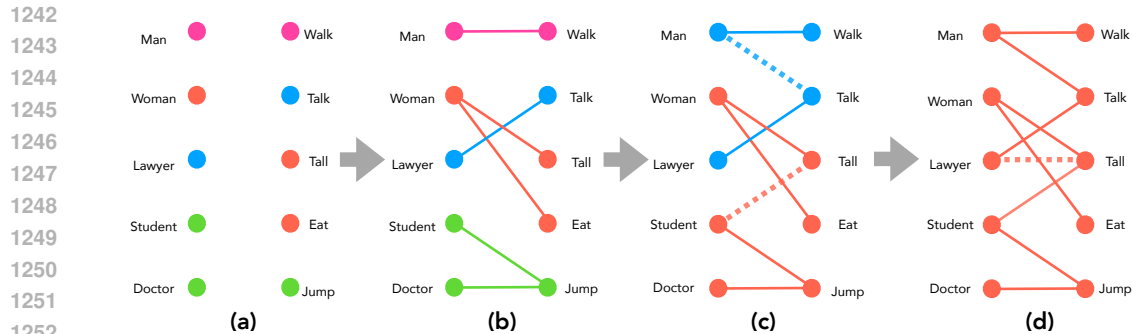 1242
1243
1244
1245
1246
1247
1248
1249
1250
1251
1252
Man Walk
Woman Talk
Lawyer Tall
Student Eat
Doctor Jump
(a)
Man Walk
Woman Talk
Lawyer Tall
Student Eat
Doctor Jump
(b)
Man Walk
Woman Talk
Lawyer Tall
Student Eat
Doctor Jump
(c)
Man Walk
Woman Talk
Lawyer Tall
Student Eat
Doctor Jump
(d)